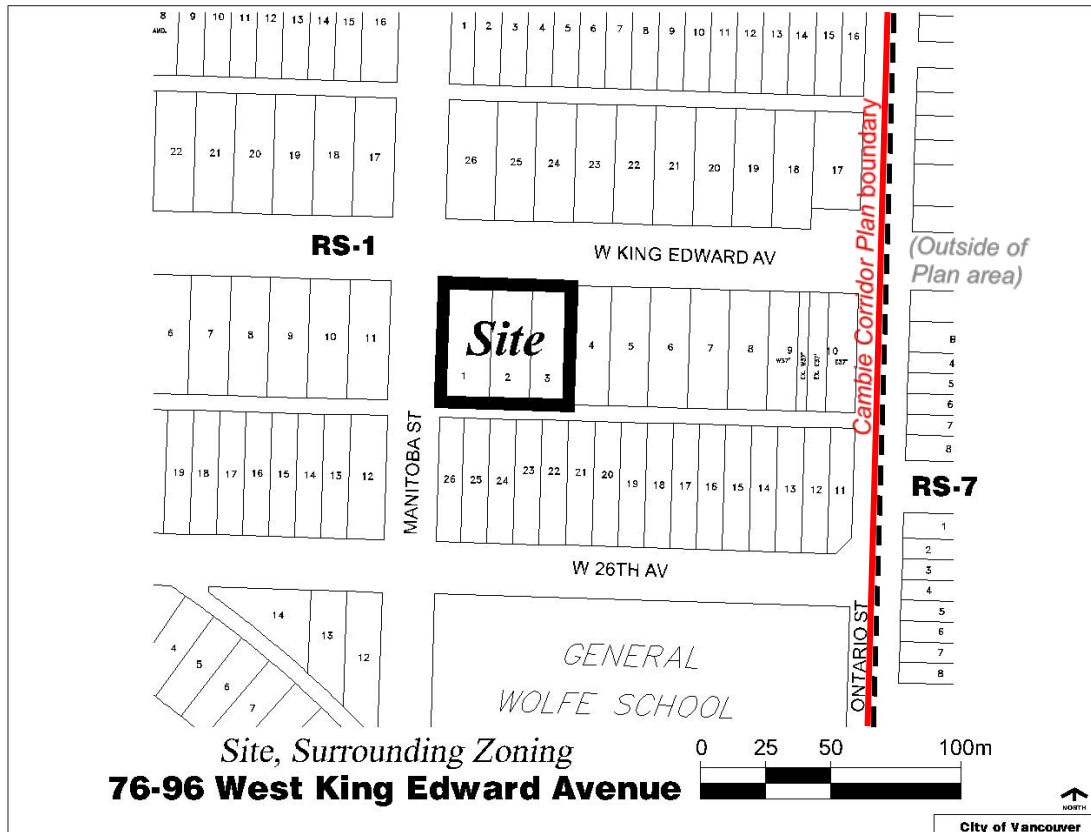 8 9 10 11 12 13 14 15 16
AMD.
1 2 3 4 5 6 7 8 9 10 11 12 13 14 15 16
22 21 20 19 18 17
26 25 24 23 22 21 20 19 18 17
Cambie Corridor Plan boundary
RS-1
W KING EDWARD AV
(Outside of
Plan area)
6 7 8 9 10 11
Site
1 2 3
4 5 6 7 8 9 10
W37' EX. W37' EX. E37' E37'
8
4
5
6
7
8
19 18 17 16 15 14 13 12
MANITOBA ST
26 25 24 23 22 21 20 19 18 17 16 15 14 13 12 11
RS-7
W 26TH AV
1
2
3
4
5
6
7
8
14
13
12
4
5
6
7
GENERAL
WOLFE SCHOOL
ONTARIO ST
Site, Surrounding Zoning
76-96 West King Edward Avenue
0 25 50 100m
NORTH
City of Vancouver